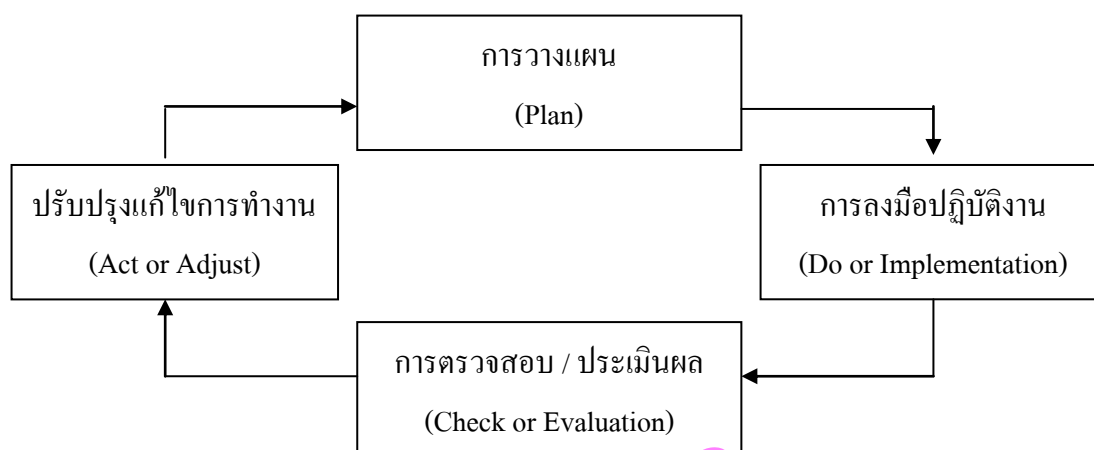 การวางแผน
(Plan)
ปรับปรุงแก้ไขการทำงาน
(Act or Adjust)
การลงมือปฏิบัติงาน
(Do or Implementation)
การตรวจสอบ / ประเมินผล
(Check or Evaluation)